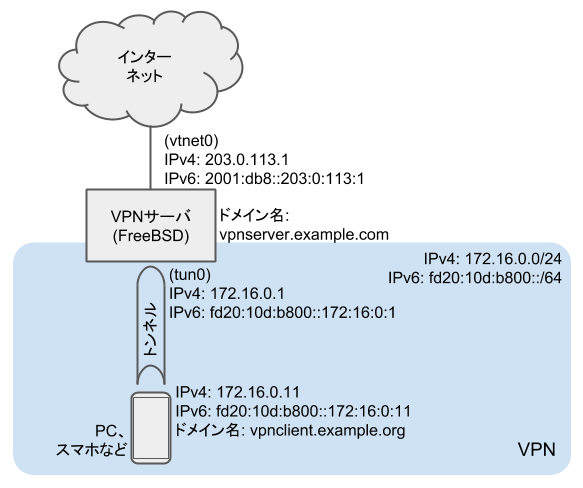 インター
ネット
(vtnet0)
IPv4: 203.0.113.1
IPv6: 2001:db8::203:0:113:1
VPNサーバ
(FreeBSD)
ドメイン名:
vpnserver.example.com
IPv4: 172.16.0.0/24
IPv6: fd20:10d:b800::/64
(tun0)
IPv4: 172.16.0.1
IPv6: fd20:10d:b800::172:16:0:1
トンネル
IPv4: 172.16.0.11
IPv6: fd20:10d:b800::172:16:0:11
ドメイン名: vpnclient.example.org
PC、
スマホなど
VPN